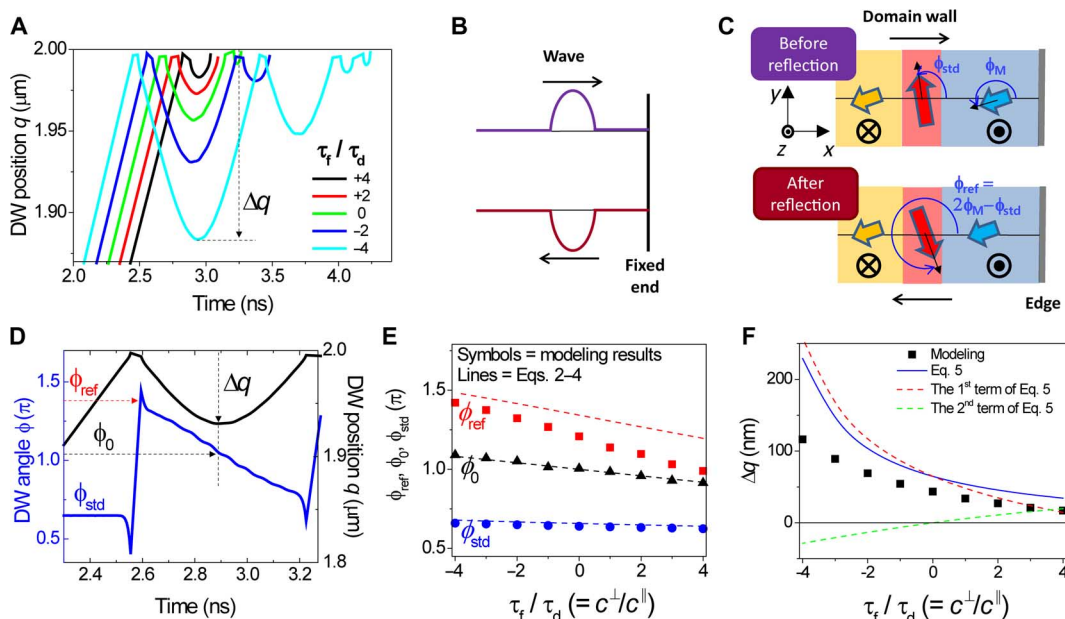 A
2.00
1.95
1.90
DW position q (μm)
τf / τd
+4
+2
0
−2
−4
Δq
2.0 2.5 3.0 3.5 4.0
Time (ns)
B
Wave
Fixed
end
C
Domain wall
Before
reflection
ϕstd
ϕM
y
z x
After
reflection
ϕref =
2ϕM−ϕstd
Edge
D
1.5
1.0
0.5
DW angle ϕ (π)
ϕref
ϕ0
ϕstd
Δq
2.0
1.9
1.8
DW position q (μm)
2.4 2.6 2.8 3.0 3.2
Time (ns)
E
Symbols = modeling results
Lines = Eqs. 2–4
1.5
1.0
0.5
ϕref, ϕ0, ϕstd (π)
ϕref
ϕ0
ϕstd
-4 -2 0 2 4
τf / τd (= c⊥/c∥)
F
Modeling
Eq. 5
The 1st term of Eq. 5
The 2nd term of Eq. 5
200
100
0
Δq (nm)
-4 -2 0 2 4
τf / τd (= c⊥/c∥)